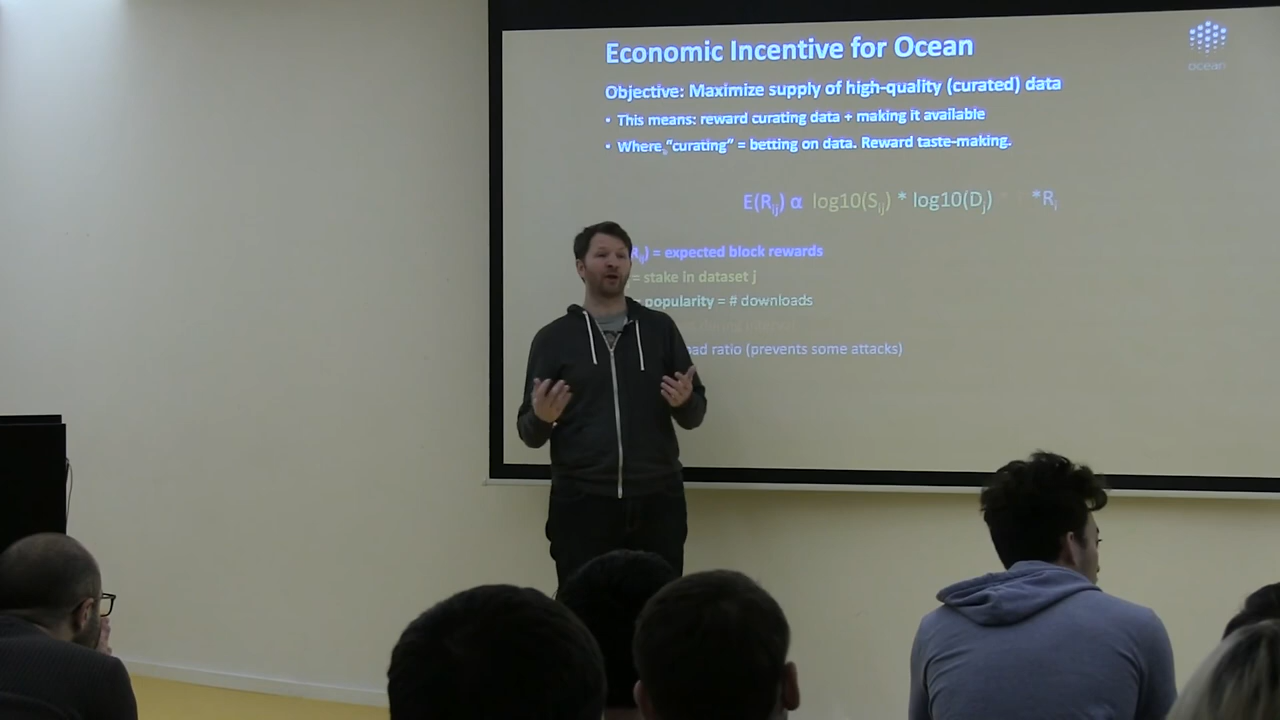 Economic Incentive for Ocean
ocean
Objective: Maximize supply of high-quality (curated) data
• This means: reward curating data + making it available
• Where "curating" = betting on data. Reward taste-making.
E(Rij) α log10(Sij) * log10(Dj) *Ri
Rij) = expected block rewards
= stake in dataset j
popularity = # downloads
ad ratio (prevents some attacks)